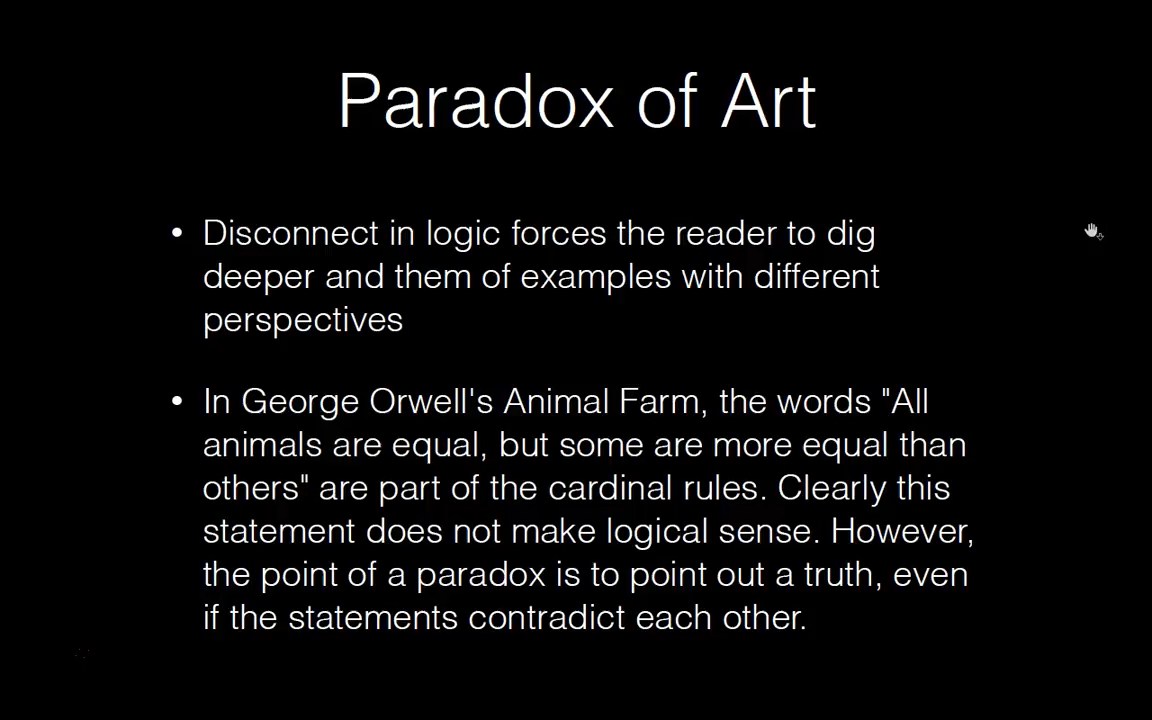 Paradox of Art
• Disconnect in logic forces the reader to dig
deeper and them of examples with different
perspectives
• In George Orwell's Animal Farm, the words "All
animals are equal, but some are more equal than
others" are part of the cardinal rules. Clearly this
statement does not make logical sense. However,
the point of a paradox is to point out a truth, even
if the statements contradict each other.